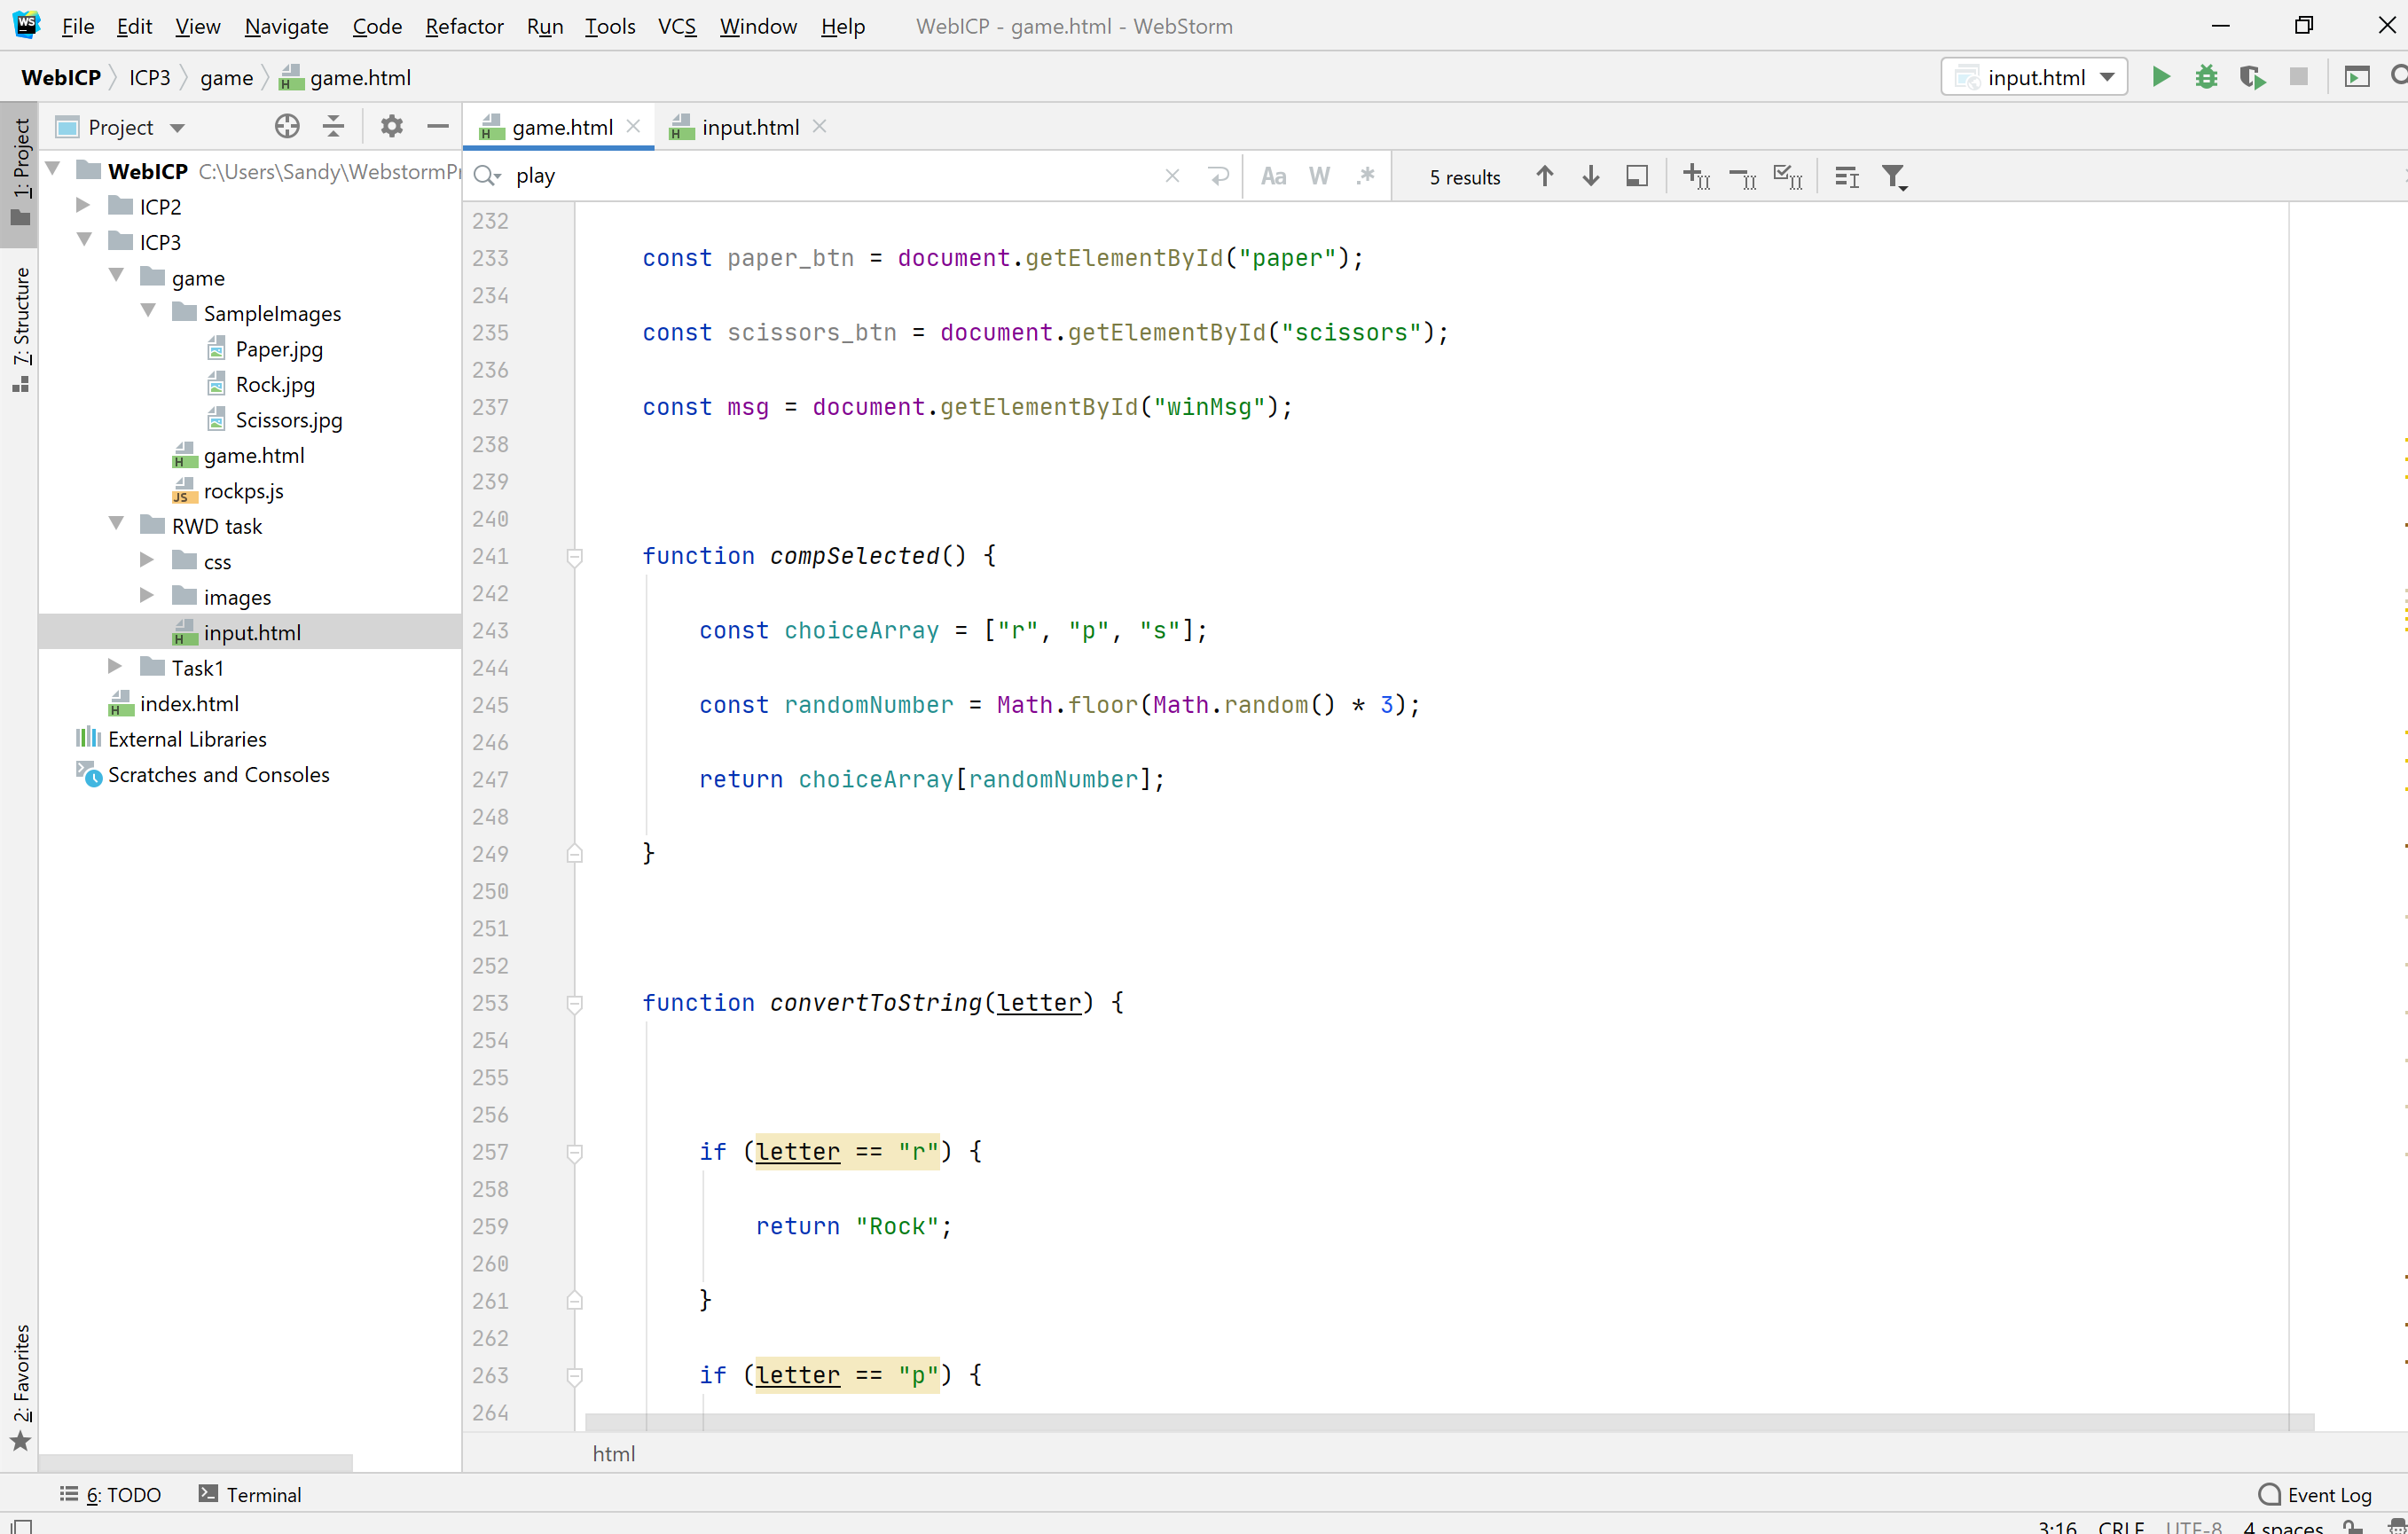 File Edit View Navigate Code Refactor Run Tools VCS Window Help WebICP - game.html - WebStorm
WebICP ICP3 game game.html input.html
1: Project
7: Structure
2: Favorites
Project
WebICP C:\Users\Sandy\WebstormPr
ICP2
ICP3
game
SampleImages
Paper.jpg
Rock.jpg
Scissors.jpg
game.html
rockps.js
RWD task
css
images
input.html
Task1
index.html
External Libraries
Scratches and Consoles
game.html input.html
play Aa W .* 5 results
232
233 const paper_btn = document.getElementById("paper");
234
235 const scissors_btn = document.getElementById("scissors");
236
237 const msg = document.getElementById("winMsg");
238
239
240
241 function compSelected() {
242
243 const choiceArray = ["r", "p", "s"];
244
245 const randomNumber = Math.floor(Math.random() * 3);
246
247 return choiceArray[randomNumber];
248
249 }
250
251
252
253 function convertToString(letter) {
254
255
256
257 if (letter == "r") {
258
259 return "Rock";
260
261 }
262
263 if (letter == "p") {
264
html
6: TODO Terminal Event Log
3:16 CRLF UTF-8 4 spaces